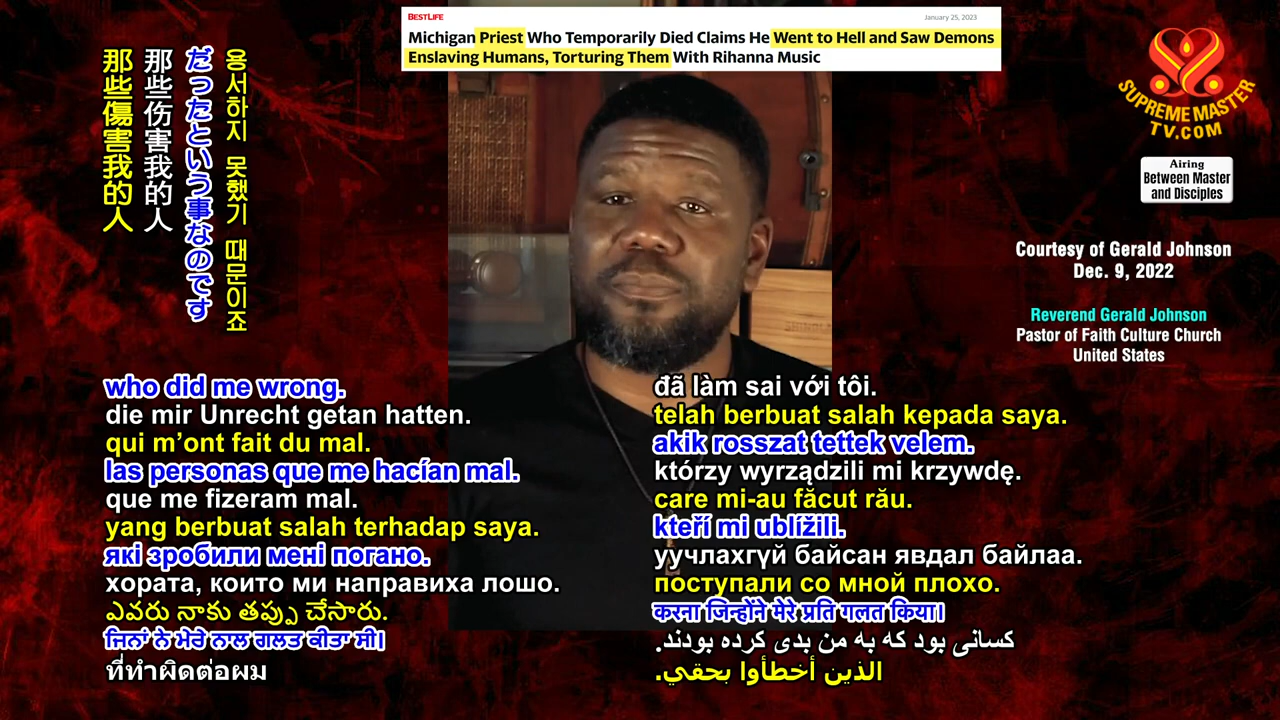 BESTLIFE
January 25, 2023
Michigan Priest Who Temporarily Died Claims He Went to Hell and Saw Demons
Enslaving Humans, Torturing Them With Rihanna Music
SUPREME MASTER
TV.COM
Airing
Between Master
and Disciples
Courtesy of Gerald Johnson
Dec. 9, 2022
Reverend Gerald Johnson
Pastor of Faith Culture Church
United States
용서하지 못했기 때문이죠
だったという事なのです
那些伤害我的人
那些傷害我的人
who did me wrong.
die mir Unrecht getan hatten.
qui m’ont fait du mal.
las personas que me hacían mal.
que me fizeram mal.
yang berbuat salah terhadap saya.
які зробили мені погано.
хората, които ми направиха лошо.
ఎవరు నాకు తప్పు చేసారు.
ਜਿਨਾਂ ਨੇ ਮੇਰੇ ਨਾਲ ਗਲਤ ਕੀਤਾ ਸੀ।
ที่ทำผิดต่อผม
đã làm sai với tôi.
telah berbuat salah kepada saya.
akik rosszat tettek velem.
którzy wyrządzili mi krzywdę.
care mi-au făcut rău.
kteří mi ublížili.
уучлахгүй байсан явдал байлаа.
поступали со мной плохо.
करना जिन्होंने मेरे प्रति गलत किया।
کسانی بود که به من بدی کرده بودند.
الذين أخطأوا بحقي.